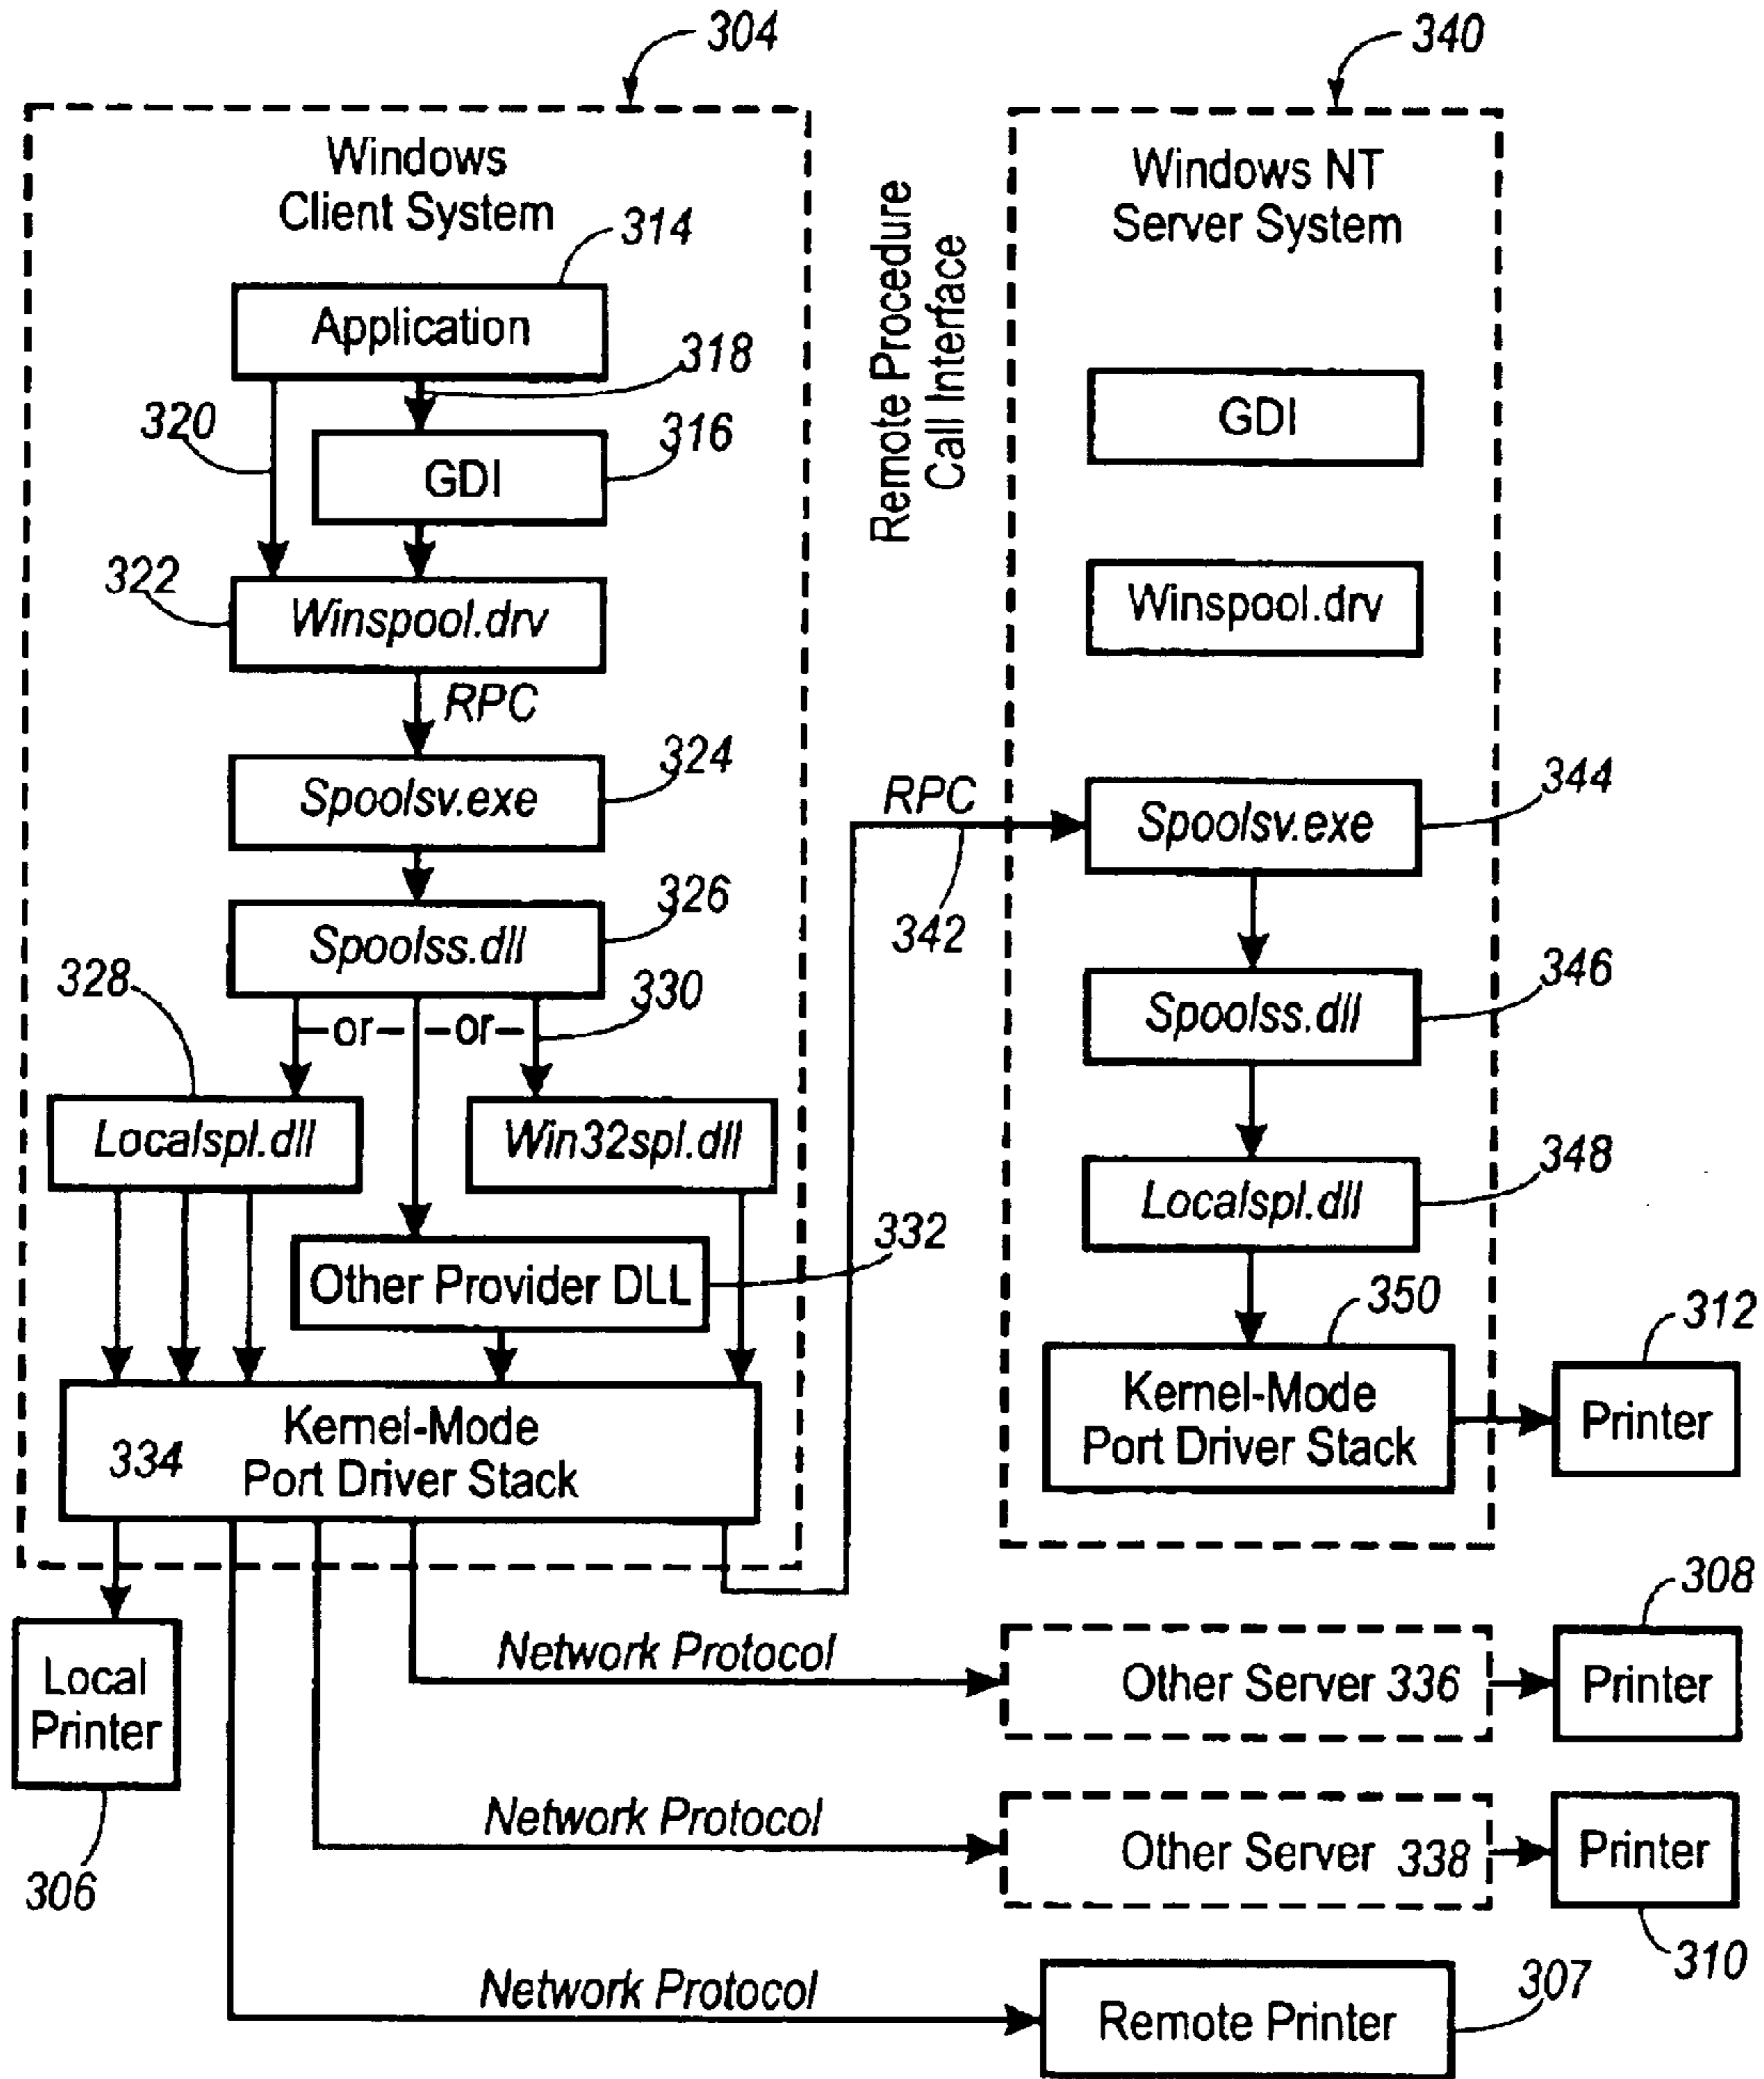 304
340
Windows
Client System
Windows NT
Server System
Remote Procedure
Call Interface
314
Application
318
320
316
GDI
GDI
322
Winspool.drv
Winspool.drv
RPC
324
Spoolsv.exe
RPC
342
344
Spoolsv.exe
326
Spoolss.dll
346
Spoolss.dll
328
330
or
or
Localspl.dll
Win32spl.dll
348
Localspl.dll
332
Other Provider DLL
350
334
Kernel-Mode
Port Driver Stack
Kernel-Mode
Port Driver Stack
312
Printer
308
Local
Printer
306
Network Protocol
Other Server 336
Printer
Network Protocol
Other Server 338
Printer
310
Network Protocol
307
Remote Printer